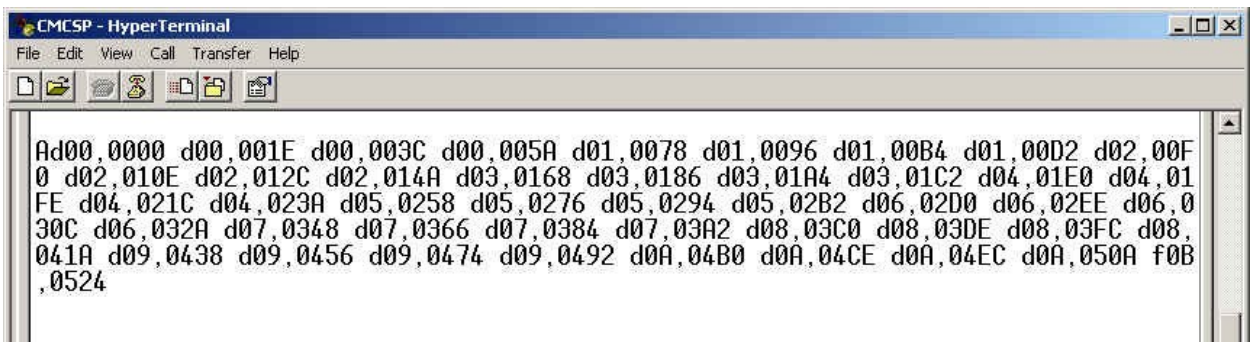 CMCSP - HyperTerminal
File Edit View Call Transfer Help
Ad00,0000 d00,001E d00,003C d00,005A d01,0078 d01,0096 d01,00B4 d01,00D2 d02,00F
0 d02,010E d02,012C d02,014A d03,0168 d03,0186 d03,01A4 d03,01C2 d04,01E0 d04,01
FE d04,021C d04,023A d05,0258 d05,0276 d05,0294 d05,02B2 d06,02D0 d06,02EE d06,0
30C d06,032A d07,0348 d07,0366 d07,0384 d07,03A2 d08,03C0 d08,03DE d08,03FC d08,
041A d09,0438 d09,0456 d09,0474 d09,0492 d0A,04B0 d0A,04CE d0A,04EC d0A,050A f0B
,0524